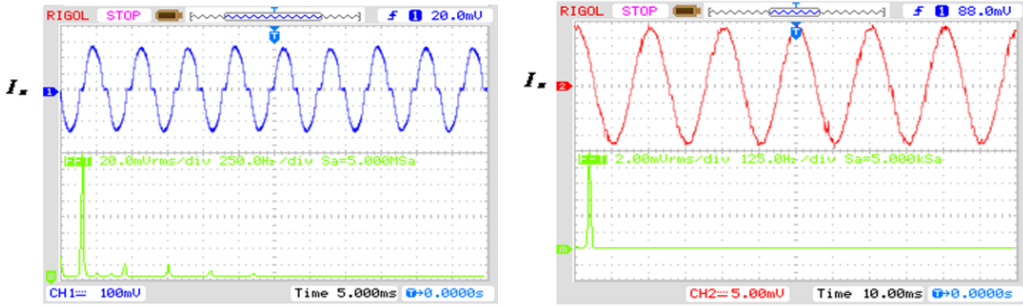 RIGOL STOP T 1 20.0mV
T
I
1
FFT 20.0mVrms/div 250.0Hz/div Sa=5.000MSa
CH1 100mV Time 5.000ms T→0.0000s
RIGOL STOP T 1 88.0mV
T
I
2
FFT 2.00mVrms/div 125.0Hz/div Sa=5.000kSa
CH2 5.00mV Time 10.00ms T→0.0000s